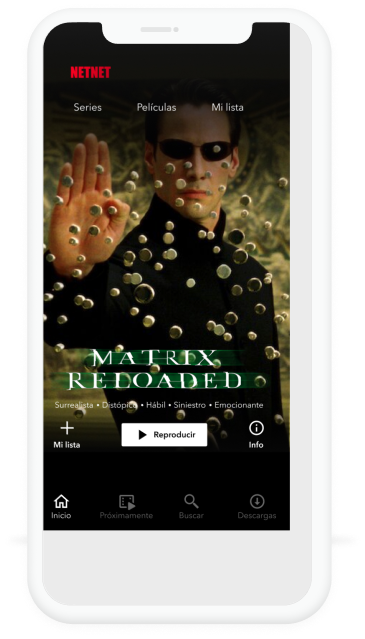 NETNET
Series Películas Mi lista
MATRIX
RELOADED
Surrealista • Distópico • Hábil • Siniestro • Emocionante
Mi lista Reproducir Info
Inicio Próximamente Buscar Descargas